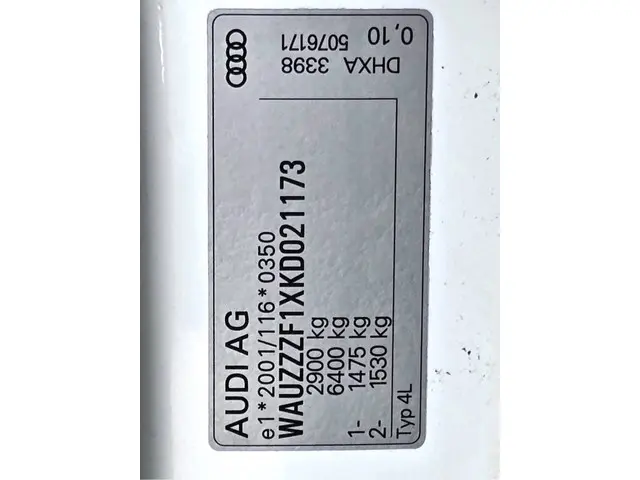 AUDI AG
e1*2001/116*0350
WAUZZZF1XKD021173
2900 kg
6400 kg
1- 1475 kg
2- 1530 kg
Typ 4L
5076171
DHXA 3398
0,10